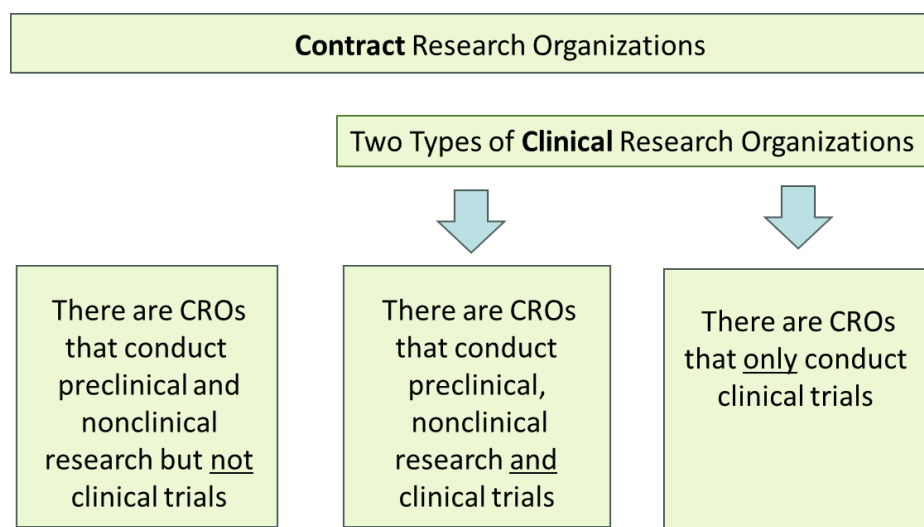 Contract Research Organizations
Two Types of Clinical Research Organizations
There are CROs
that conduct
preclinical and
nonclinical
research but not
clinical trials
There are CROs
that conduct
preclinical,
nonclinical
research and
clinical trials
There are CROs
that only conduct
clinical trials